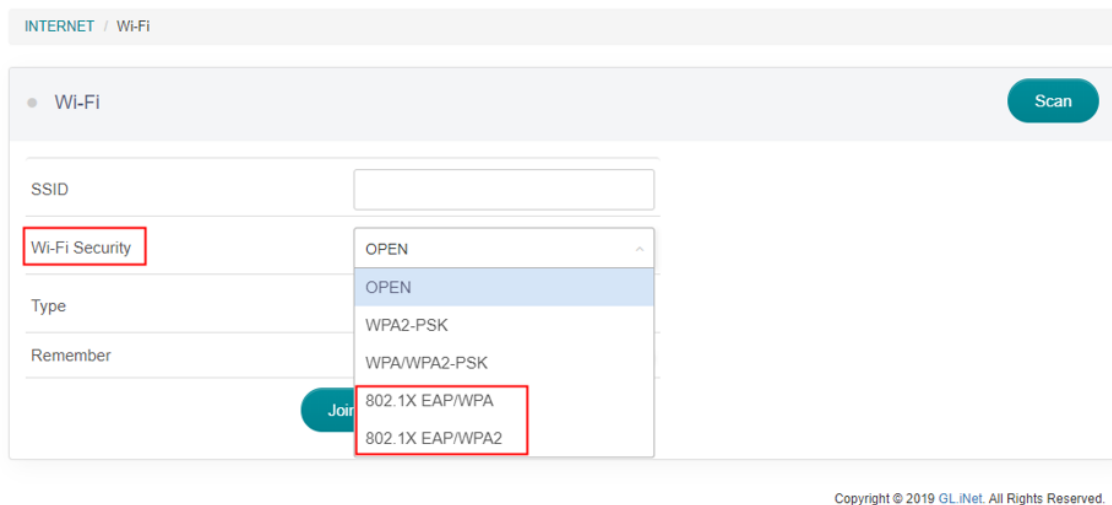 INTERNET / Wi-Fi
Wi-Fi
Scan
SSID
Wi-Fi Security
OPEN
OPEN
Type
WPA2-PSK
WPA/WPA2-PSK
Remember
802.1X EAP/WPA
Join
802.1X EAP/WPA2
Copyright © 2019 GL.iNet. All Rights Reserved.